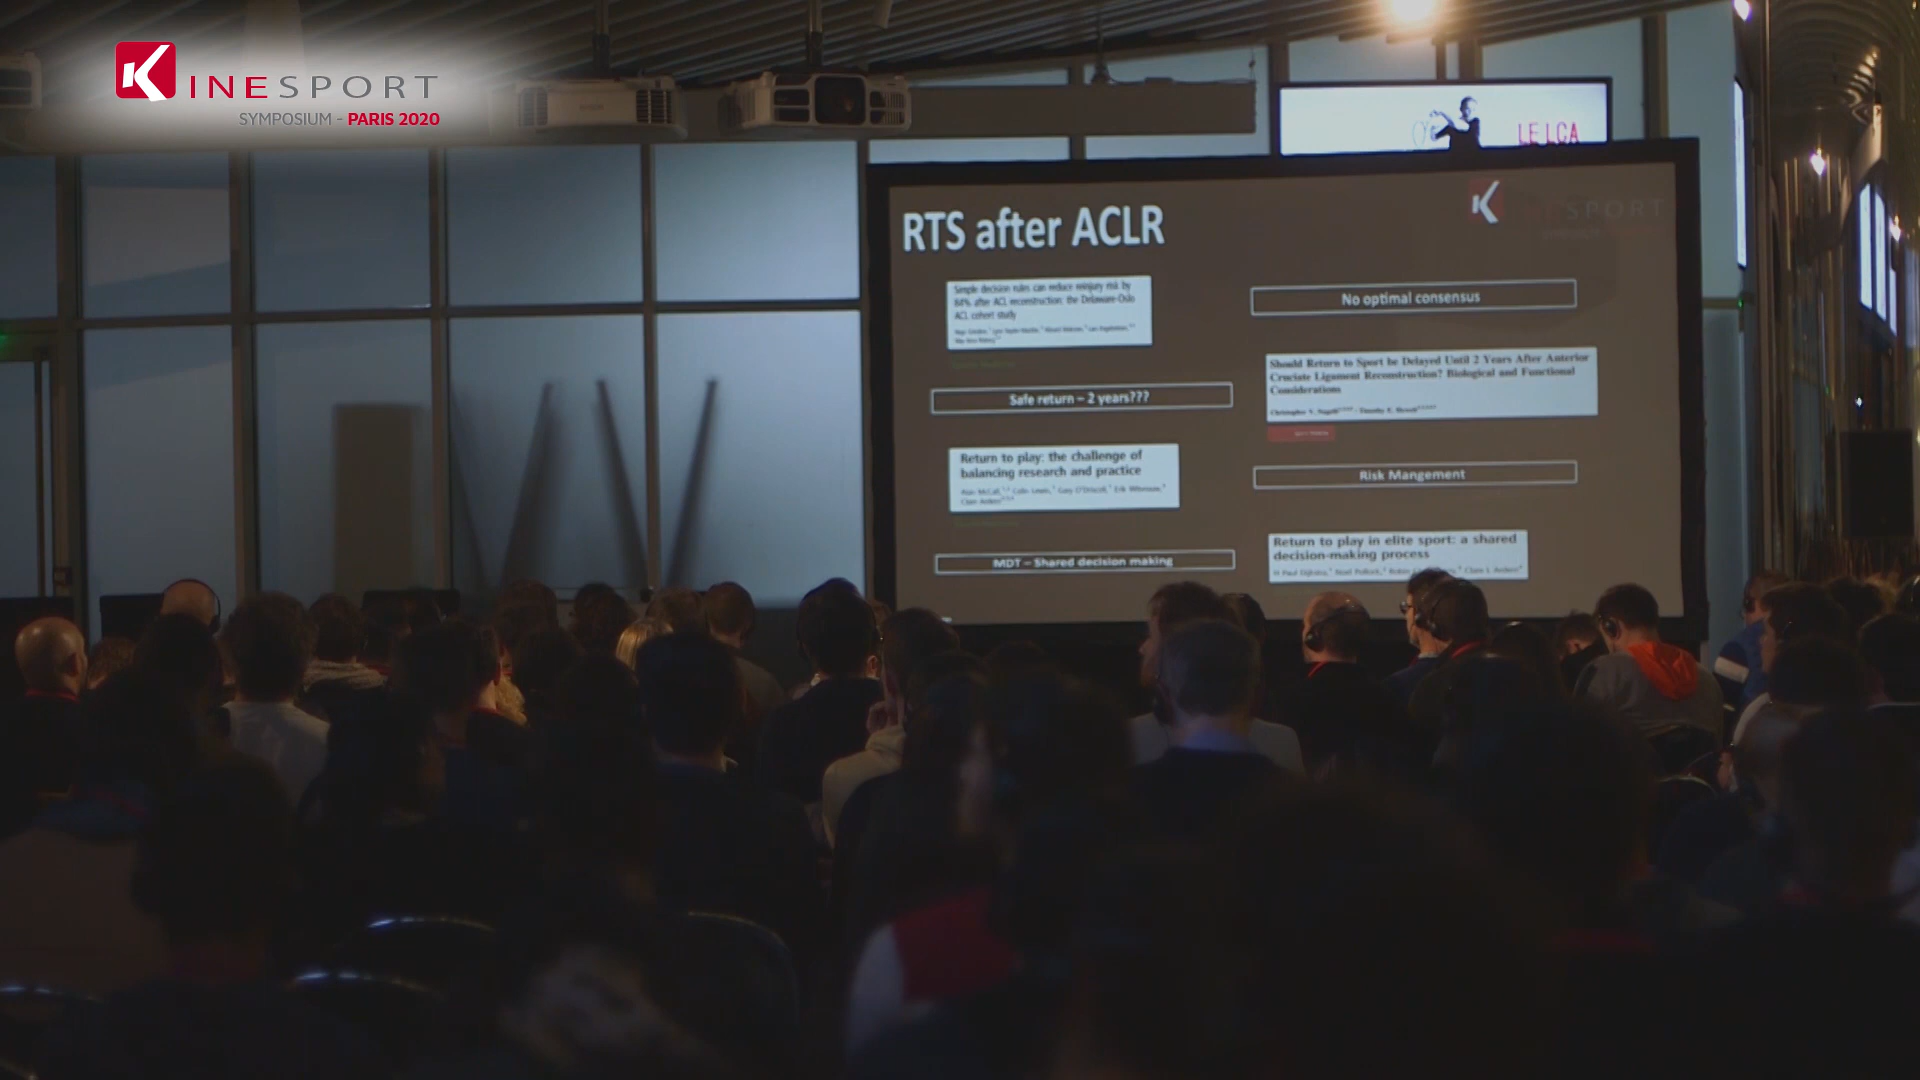 KINESPORT
SYMPOSIUM - PARIS 2020
LE LCA
RTS after ACLR
SPORT
Simple decision rules can reduce reinjury risk by
84% after ACL reconstruction: the Delaware-Oslo
ACL cohort study
No optimal consensus
Safe return – 2 years???
Should Return to Sport be Delayed Until 2 Years After Anterior
Cruciate Ligament Reconstruction? Biological and Functional
Considerations
Return to play: the challenge of
balancing research and practice
Risk Mangement
MDT – Shared decision making
Return to play in elite sport: a shared
decision-making process